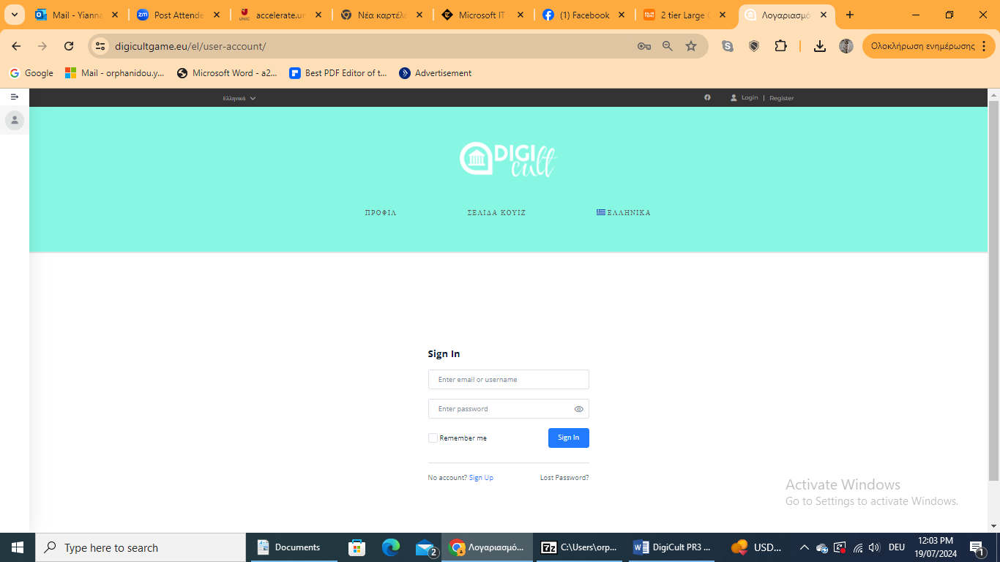 Mail - Yianna
Post Attende
accelerate.un
Νέα καρτέλα
Microsoft IT
(1) Facebook
2 tier Large
Λογαριασμό
digicultgame.eu/el/user-account/
Ολοκλήρωση ενημέρωσης
Google
Mail - orphanidou.y...
Microsoft Word - a2...
Best PDF Editor of t...
Advertisement
Ελληνικά
Login | Register
DIGI
cult
ΠΡΟΦΙΛ
ΣΕΛΙΔΑ ΚΟΥΙΖ
ΕΛΛΗΝΙΚΑ
Sign In
Enter email or username
Enter password
Remember me
Sign In
No account? Sign Up
Lost Password?
Activate Windows
Go to Settings to activate Windows.
Type here to search
Documents
2
Λογαριασμό...
C:\Users\orp...
DigiCult PR3 ...
USD...
DEU
12:03 PM
19/07/2024
1